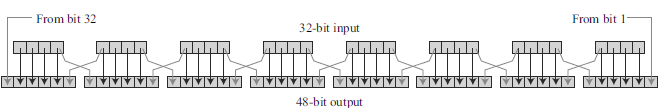 From bit 32
From bit 1
32-bit input
48-bit output